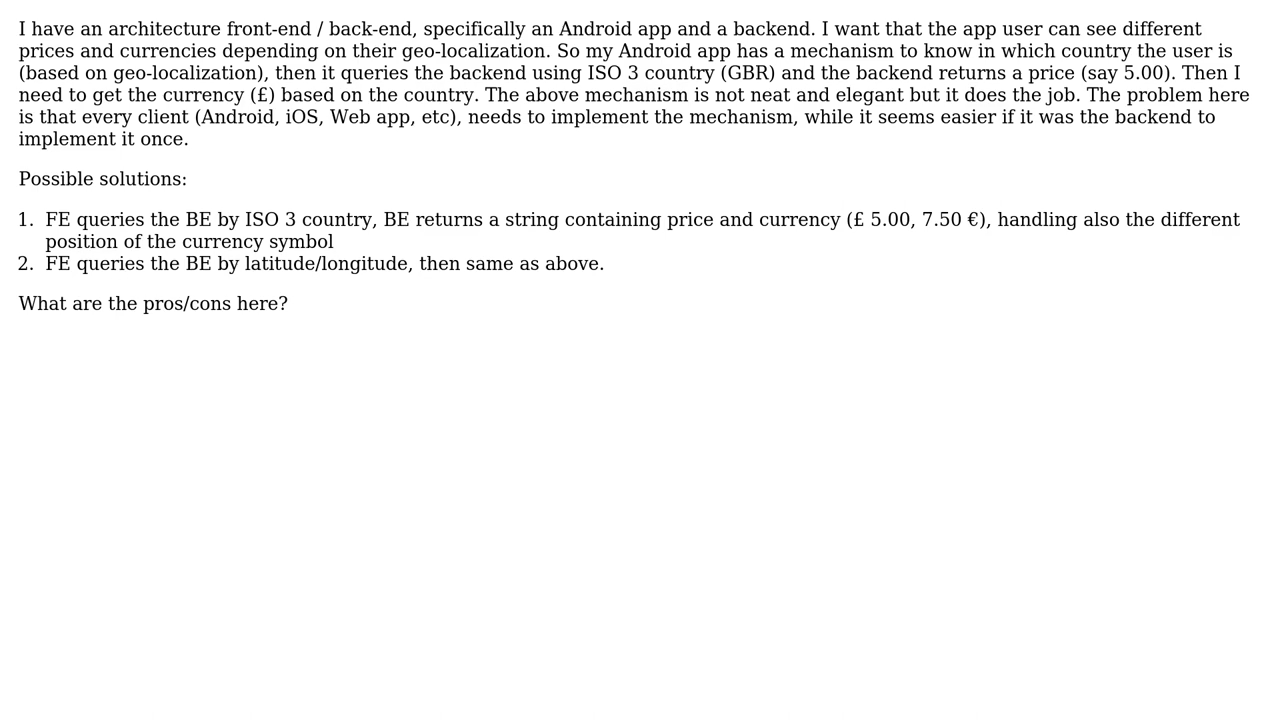 I have an architecture front-end / back-end, specifically an Android app and a backend. I want that the app user can see different
prices and currencies depending on their geo-localization. So my Android app has a mechanism to know in which country the user is
(based on geo-localization), then it queries the backend using ISO 3 country (GBR) and the backend returns a price (say 5.00). Then I
need to get the currency (£) based on the country. The above mechanism is not neat and elegant but it does the job. The problem here
is that every client (Android, iOS, Web app, etc), needs to implement the mechanism, while it seems easier if it was the backend to
implement it once.
Possible solutions:
1. FE queries the BE by ISO 3 country, BE returns a string containing price and currency (£ 5.00, 7.50 €), handling also the different
position of the currency symbol
2. FE queries the BE by latitude/longitude, then same as above.
What are the pros/cons here?